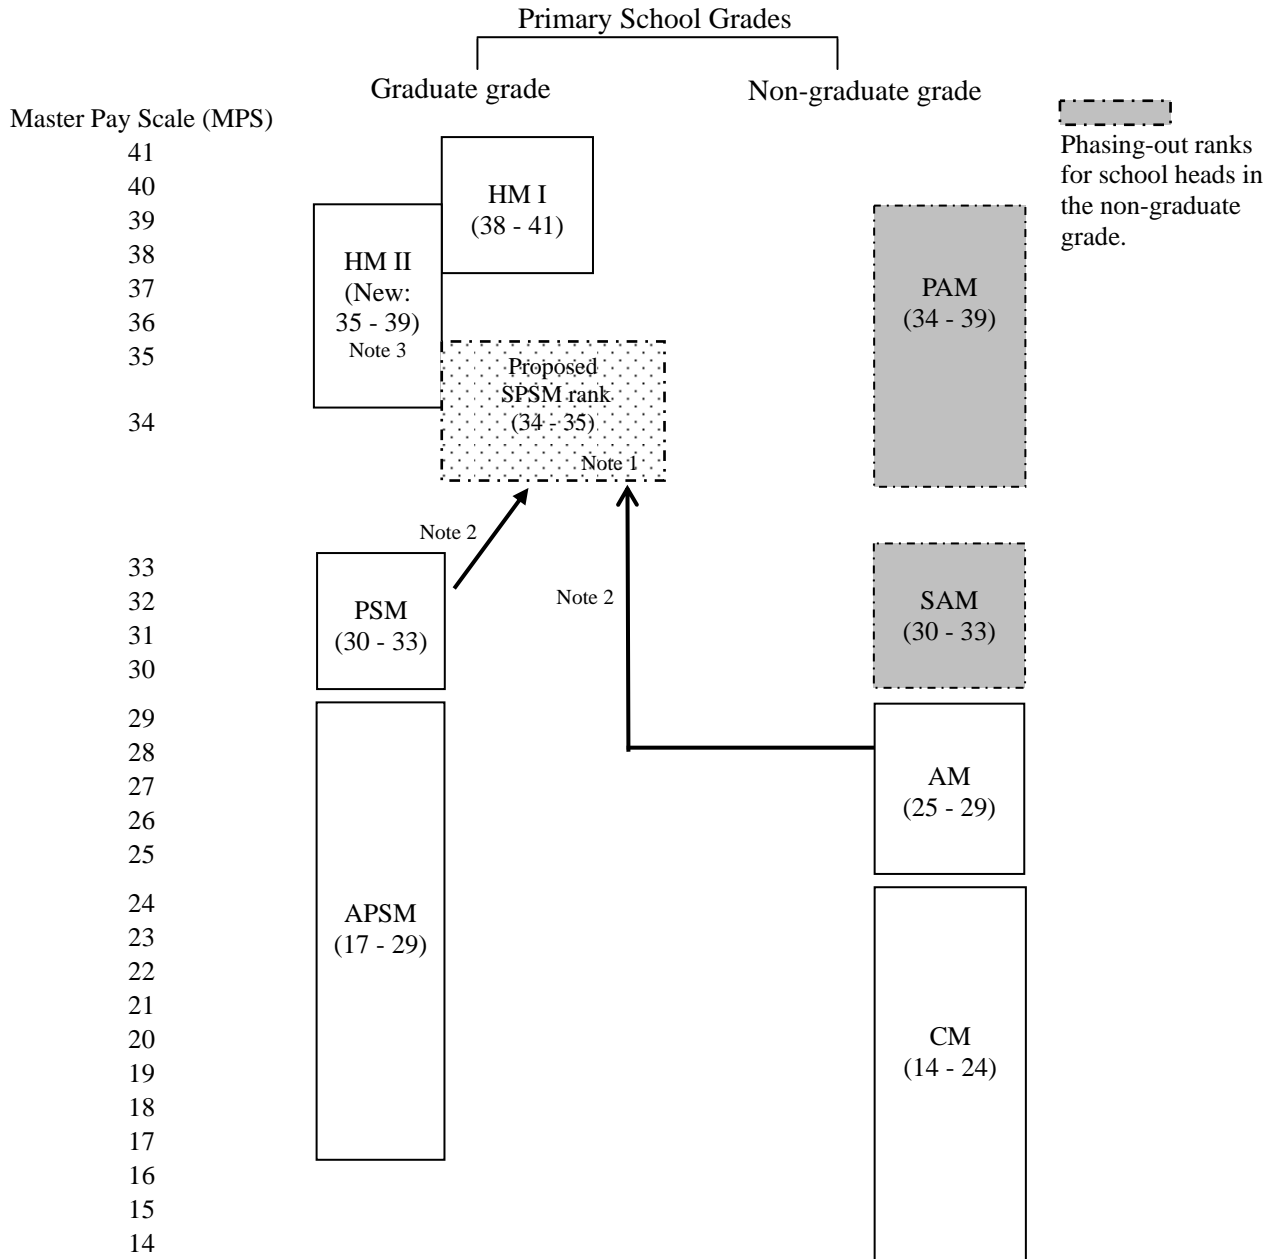 Primary School Grades
Graduate grade
Non-graduate grade
Master Pay Scale (MPS)
Phasing-out ranks
for school heads in
the non-graduate
grade.
41
40
39
38
37
36
35
34
33
32
31
30
29
28
27
26
25
24
23
22
21
20
19
18
17
16
15
14
HM I
(38 - 41)
HM II
(New:
35 - 39)
Note 3
Proposed
SPSM rank
(34 - 35)
Note 1
Note 2
Note 2
PSM
(30 - 33)
APSM
(17 - 29)
PAM
(34 - 39)
SAM
(30 - 33)
AM
(25 - 29)
CM
(14 - 24)